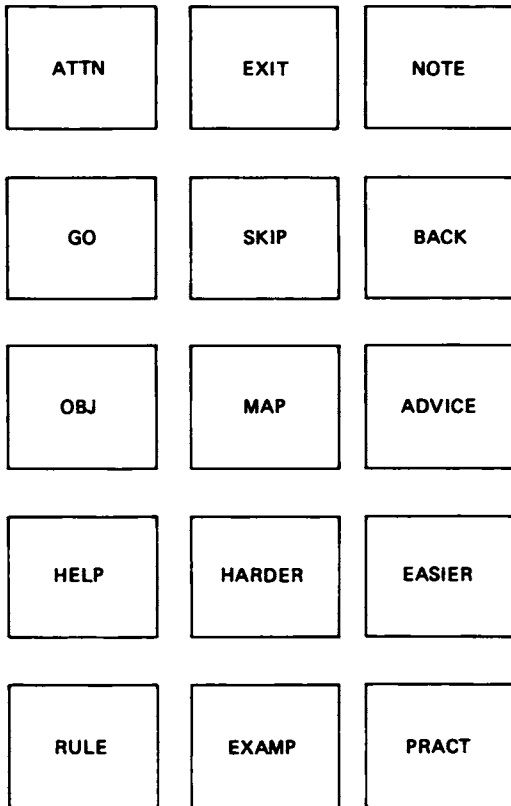 ATTN EXIT NOTE
GO SKIP BACK
OBJ MAP ADVICE
HELP HARDER EASIER
RULE EXAMP PRACT